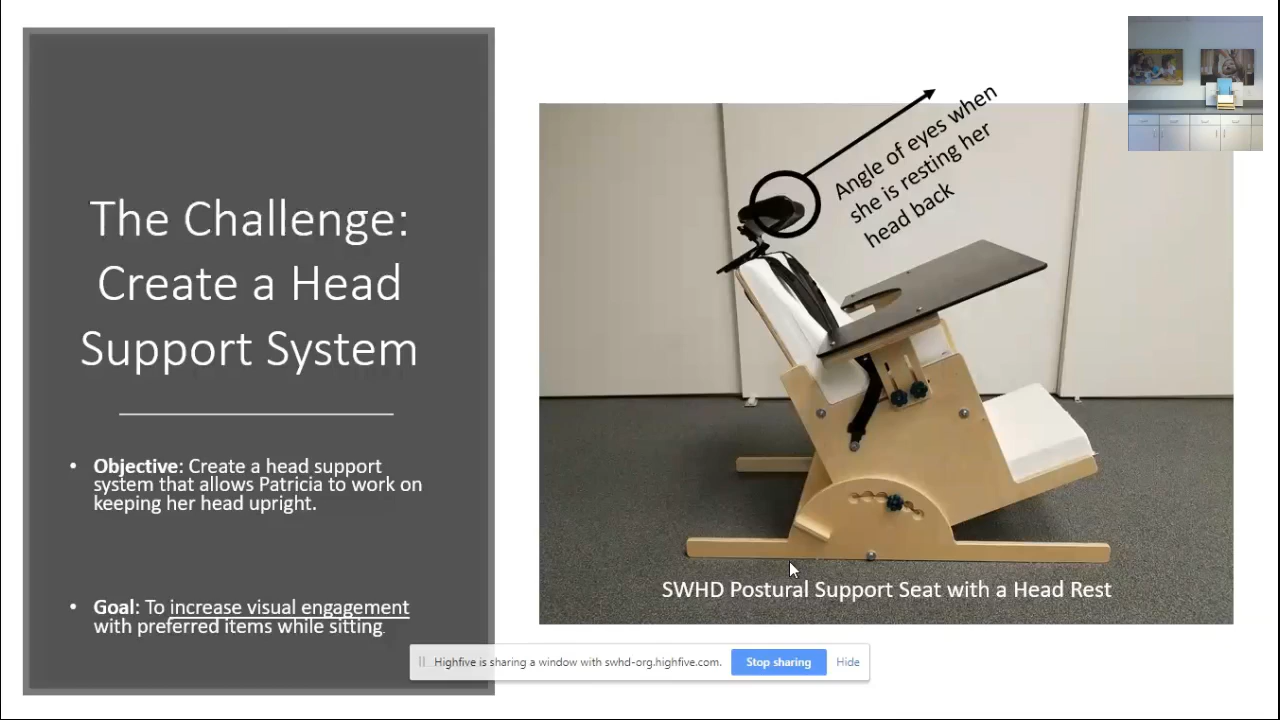 The Challenge:
Create a Head
Support System
• Objective: Create a head support
system that allows Patricia to work on
keeping her head upright.
• Goal: To increase visual engagement
with preferred items while sitting.
Angle of eyes when
she is resting her
head back
SWHD Postural Support Seat with a Head Rest
Highfive is sharing a window with swhd-org.highfive.com.
Stop sharing
Hide